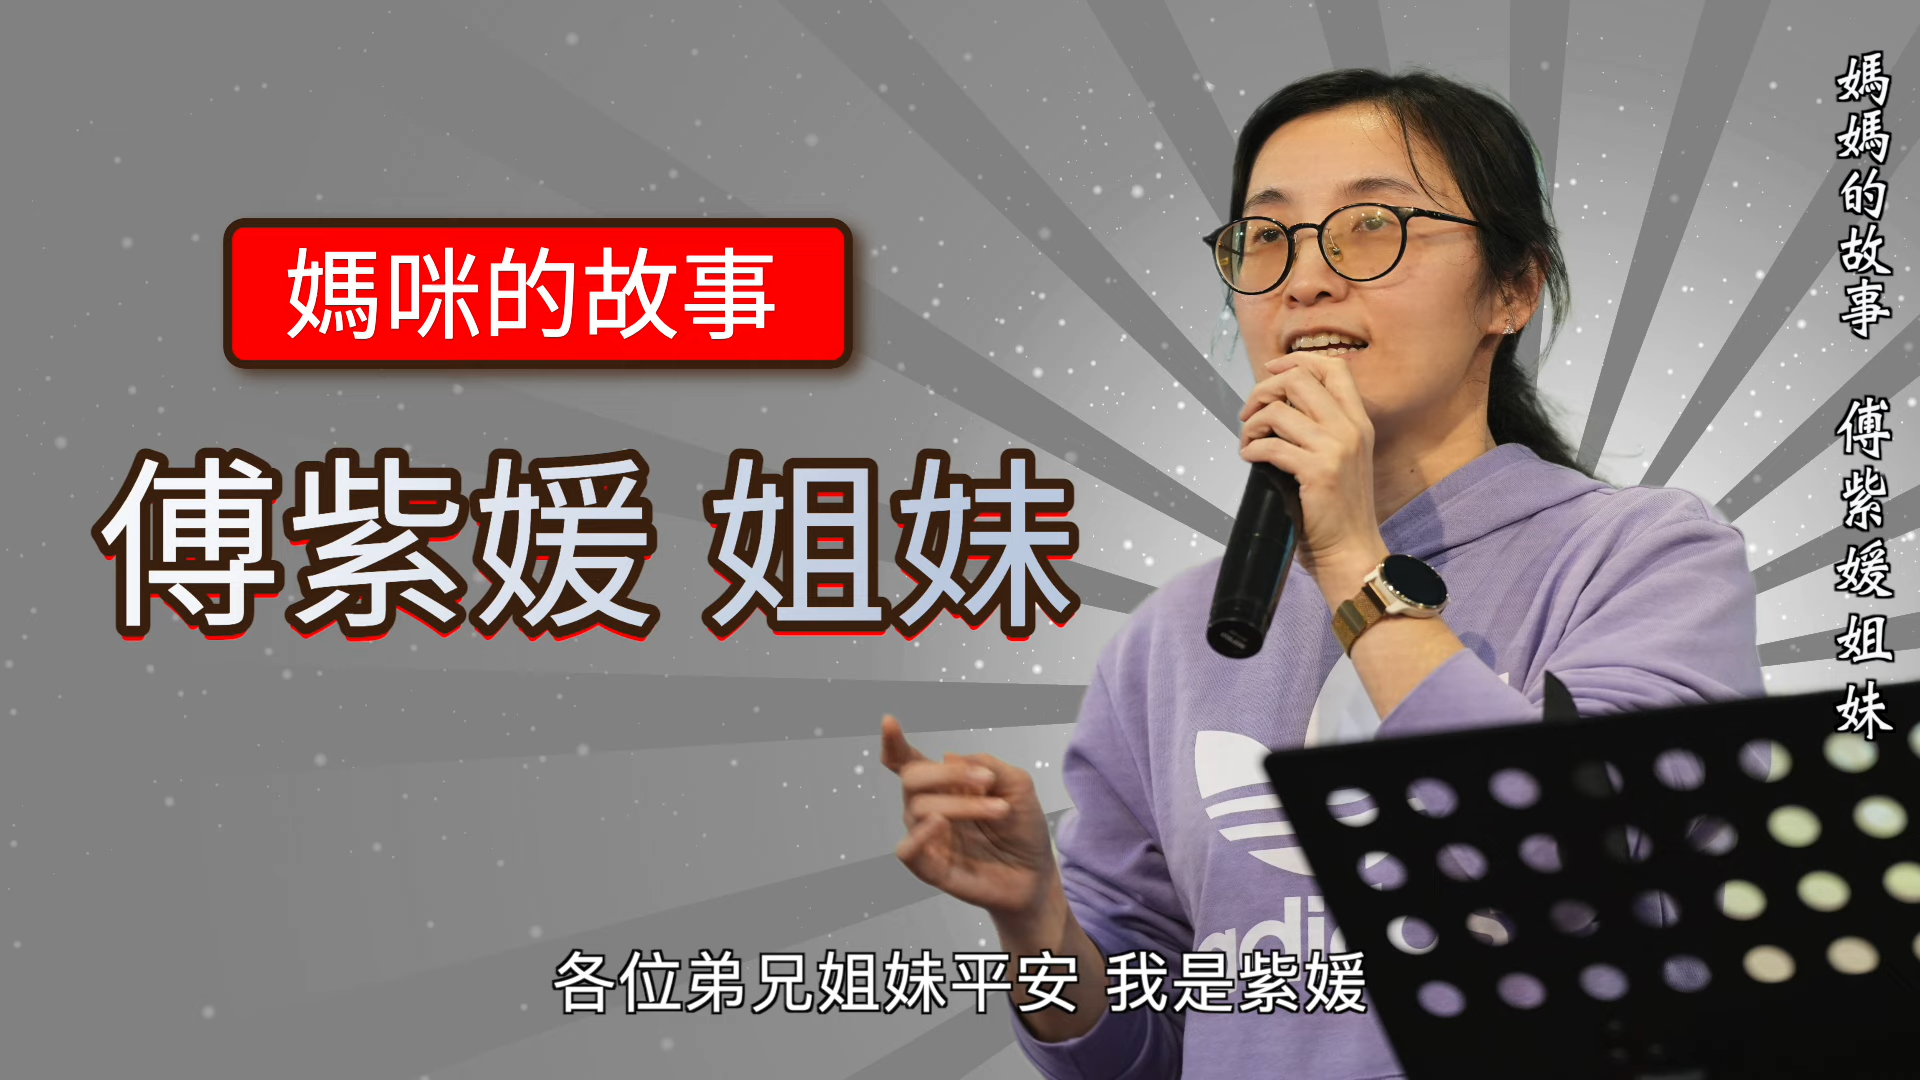 媽咪的故事
傅紫媛 姐妹
媽媽的故事 傅紫媛姐妹
adidas
各位弟兄姐妹平安 我是紫媛